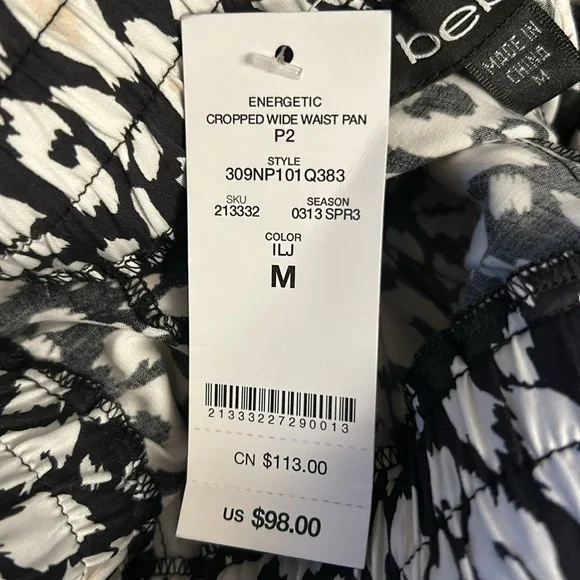 ENERGETIC
CROPPED WIDE WAIST PAN
P2
STYLE
309NP101Q383
SKU SEASON
213332 0313 SPR3
COLOR
ILJ
M
21333227290013
CN $113.00
US $98.00
MADE IN
CHINA
M